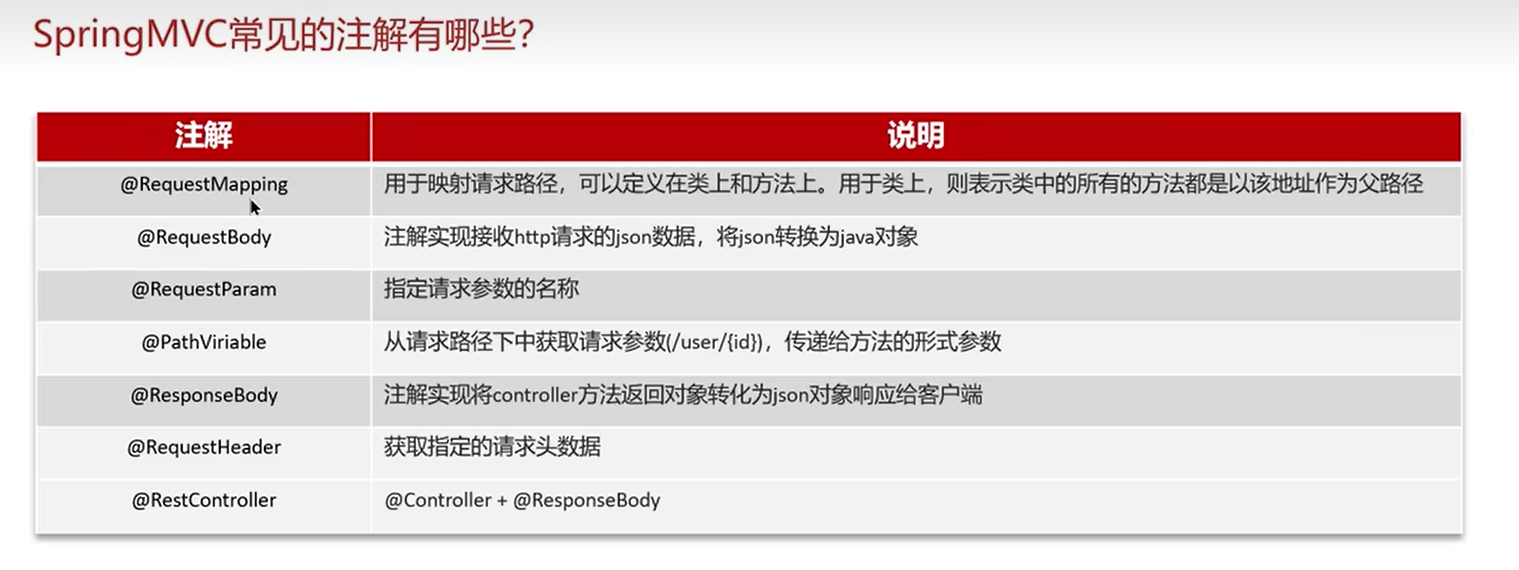 SpringMVC常见的注解有哪些?
注解 说明
@RequestMapping 用于映射请求路径，可以定义在类上和方法上。用于类上，则表示类中的所有的方法都是以该地址作为父路径
@RequestBody 注解实现接收http请求的json数据，将json转换为java对象
@RequestParam 指定请求参数的名称
@PathViriable 从请求路径下中获取请求参数(/user/{id})，传递给方法的形式参数
@ResponseBody 注解实现将controller方法返回对象转化为json对象响应给客户端
@RequestHeader 获取指定的请求头数据
@RestController @Controller + @ResponseBody